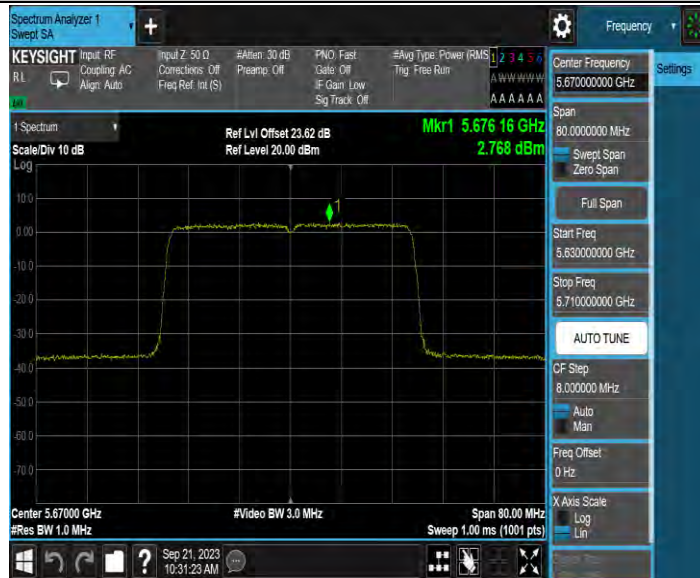 Spectrum Analyzer 1
Swept SA
+
Frequency
KEYSIGHT
Input: RF
Input Z: 50 Ω
#Atten: 30 dB
PNO: Fast
#Avg Type: Power (RMS
1 2 3 4 5 6
RL
Coupling: AC
Corrections: Off
Preamp: Off
Gate: Off
Trig: Free Run
A W W W W W
Align: Auto
Freq Ref: Int (S)
IF Gain: Low
Sig Track: Off
A A A A A A
Center Frequency
5.670000000 GHz
Settings
Span
80.0000000 MHz
Swept Span
Zero Span
Full Span
Start Freq
5.630000000 GHz
Stop Freq
5.710000000 GHz
AUTO TUNE
CF Step
8.000000 MHz
Auto
Man
Freq Offset
0 Hz
X Axis Scale
Log
Lin
1 Spectrum
Ref Lvl Offset 23.62 dB
Mkr1 5.676 16 GHz
Scale/Div 10 dB
Ref Level 20.00 dBm
2.768 dBm
Log
10.0
1
0.00
-10.0
-20.0
-30.0
-40.0
-50.0
-60.0
-70.0
Center 5.67000 GHz
#Video BW 3.0 MHz
Span 80.00 MHz
#Res BW 1.0 MHz
Sweep 1.00 ms (1001 pts)
?
Sep 21, 2023
10:31:23 AM